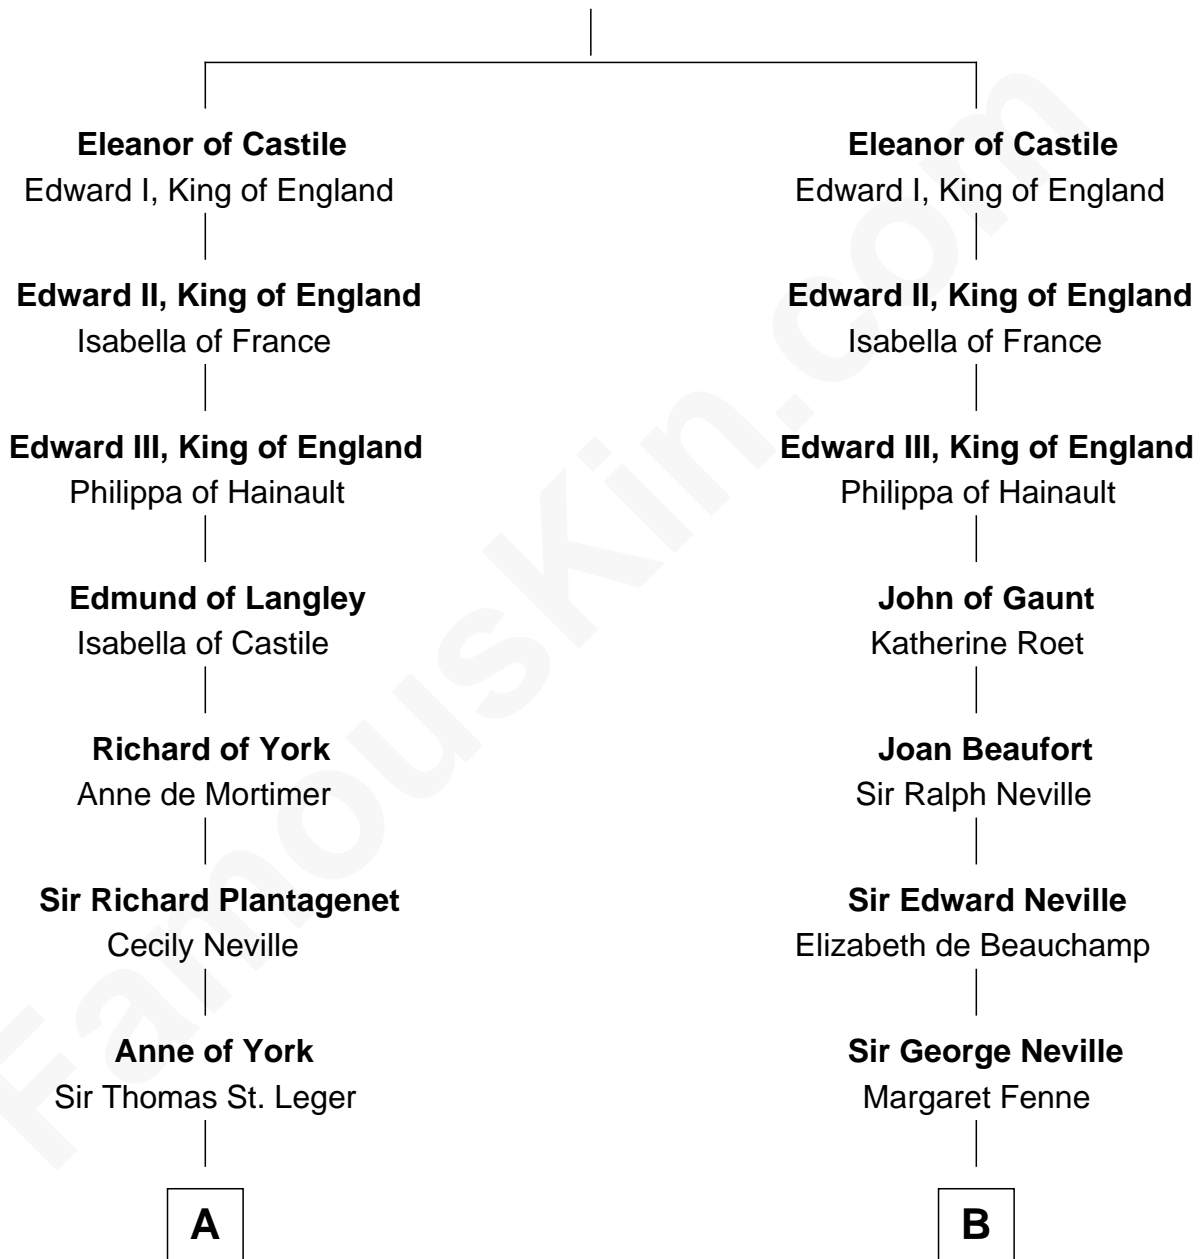 Eleanor of Castile
Edward I, King of England
Edward II, King of England
Isabella of France
Edward III, King of England
Philippa of Hainault
Edmund of Langley
Isabella of Castile
Richard of York
Anne de Mortimer
Sir Richard Plantagenet
Cecily Neville
Anne of York
Sir Thomas St. Leger
A
Eleanor of Castile
Edward I, King of England
Edward II, King of England
Isabella of France
Edward III, King of England
Philippa of Hainault
John of Gaunt
Katherine Roet
Joan Beaufort
Sir Ralph Neville
Sir Edward Neville
Elizabeth de Beauchamp
Sir George Neville
Margaret Fenne
B
FamousKin.com